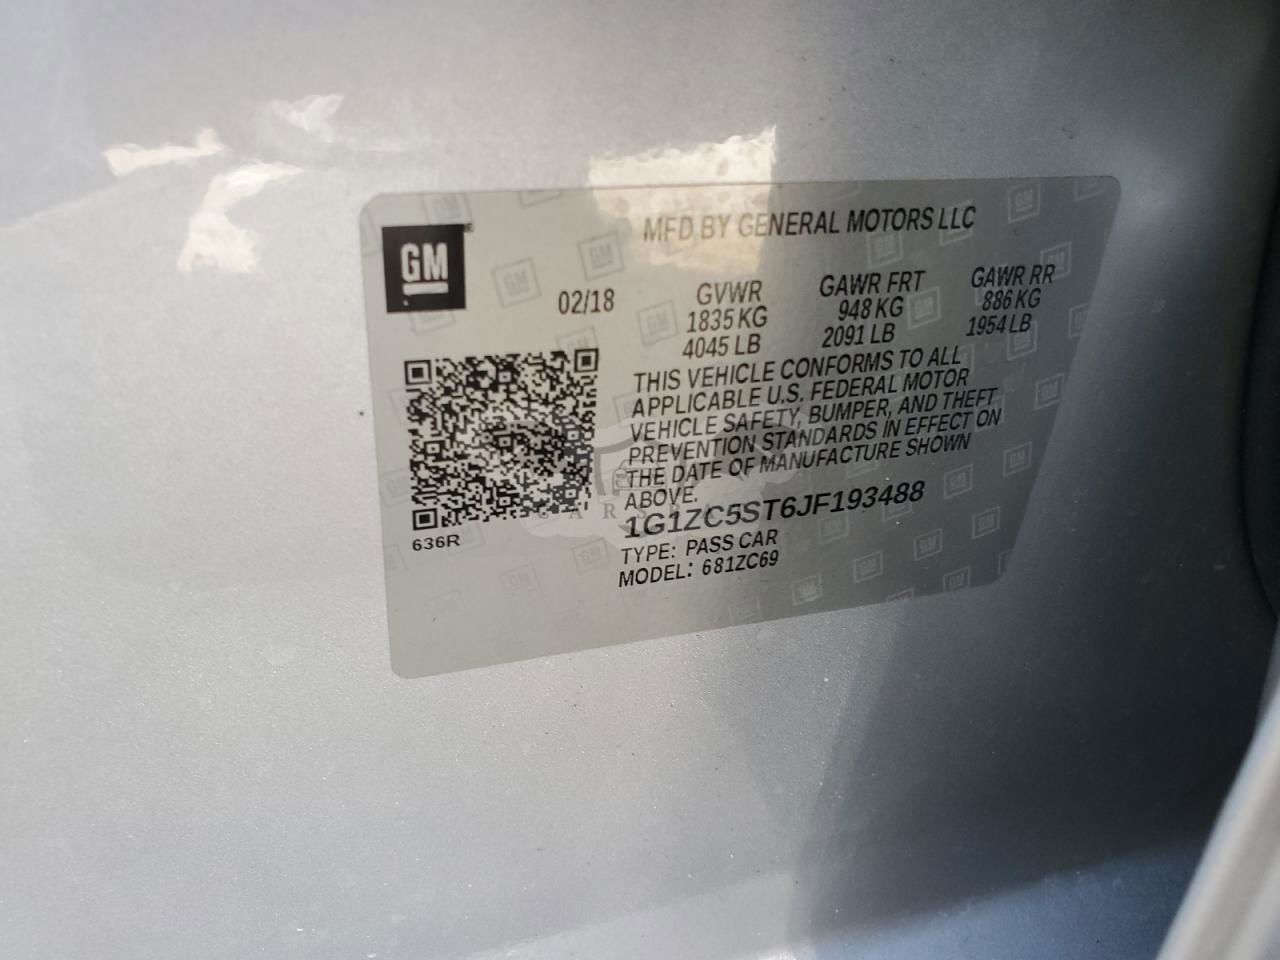 GM
MFD BY GENERAL MOTORS LLC
02/18
GVWR
1835 KG
4045 LB
GAWR FRT
948 KG
2091 LB
GAWR RR
886 KG
1954 LB
THIS VEHICLE CONFORMS TO ALL
APPLICABLE U.S. FEDERAL MOTOR
VEHICLE SAFETY, BUMPER, AND THEFT
PREVENTION STANDARDS IN EFFECT ON
THE DATE OF MANUFACTURE SHOWN
ABOVE.
1G1ZC5ST6JF193488
TYPE: PASS CAR
MODEL: 681ZC69
636R